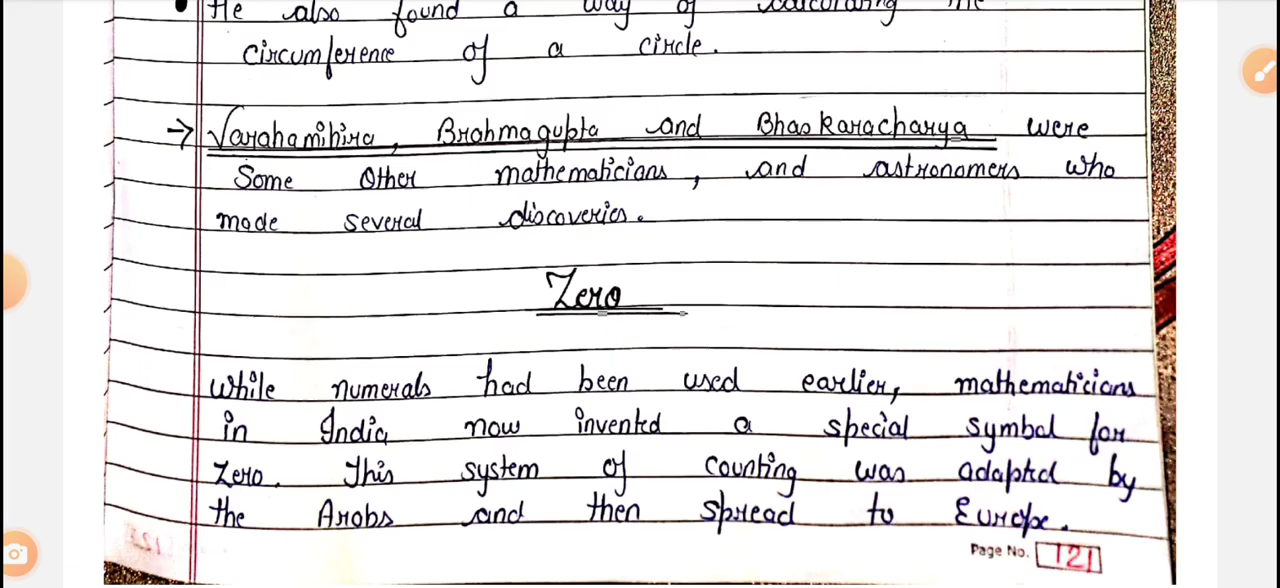 • He also found a way of calculating the
circumference of a circle.
→ Varahamihira, Brahmagupta and Bhaskaracharya were
Some Other mathematicians, and astronomers who
made several discoveries.
Zero
While numerals had been used earlier, mathematicians
in India now invented a special symbol for
Zero. This system of counting was adapted by
the Arabs and then spread to Europe.
Page No. 121